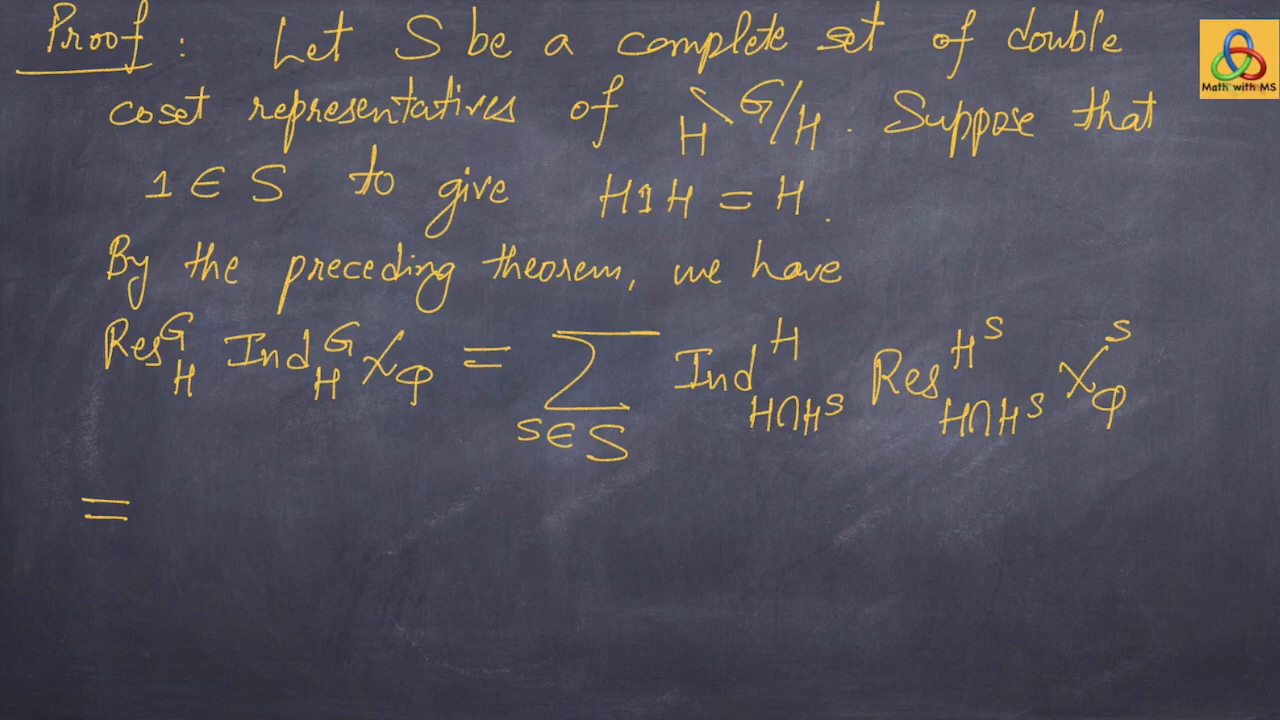 Proof : Let S be a complete set of double
coset representatives of H\G/H. Suppose that
1 ∈ S to give H1H = H.
By the preceding theorem, we have
Res^G_H Ind^G_H χ_φ = ∑_{s∈S} Ind^H_{H∩H^s} Res^{H^s}_{H∩H^s} χ^s_φ
=
Math with MS